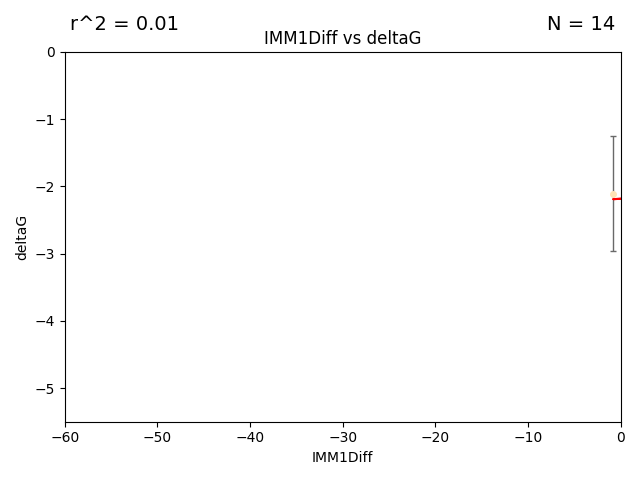 r^2 = 0.01
N = 14
IMM1Diff vs deltaG
0
−1
−2
−3
−4
−5
deltaG
−60
−50
−40
−30
−20
−10
0
IMM1Diff